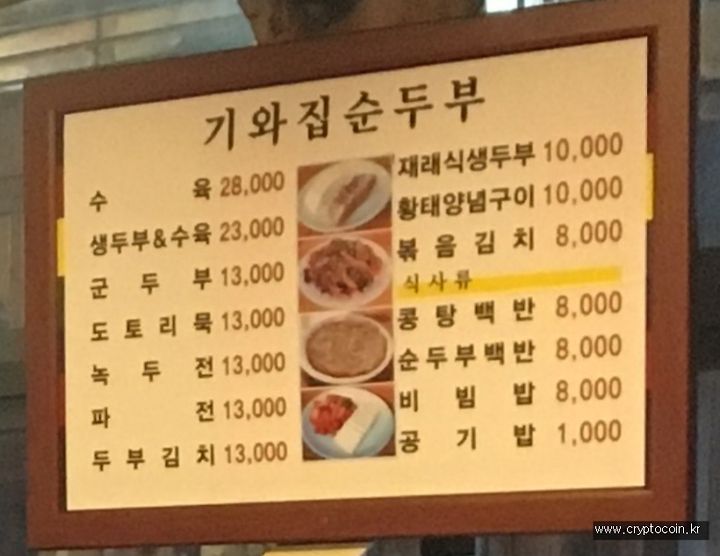 기와집순두부
수육 28,000
생두부&수육 23,000
군두부 13,000
도토리묵 13,000
녹두전 13,000
파전 13,000
두부김치 13,000
재래식생두부 10,000
황태양념구이 10,000
볶음김치 8,000
식사류
콩탕백반 8,000
순두부백반 8,000
비빔밥 8,000
공기밥 1,000
www.cryptocoin.kr